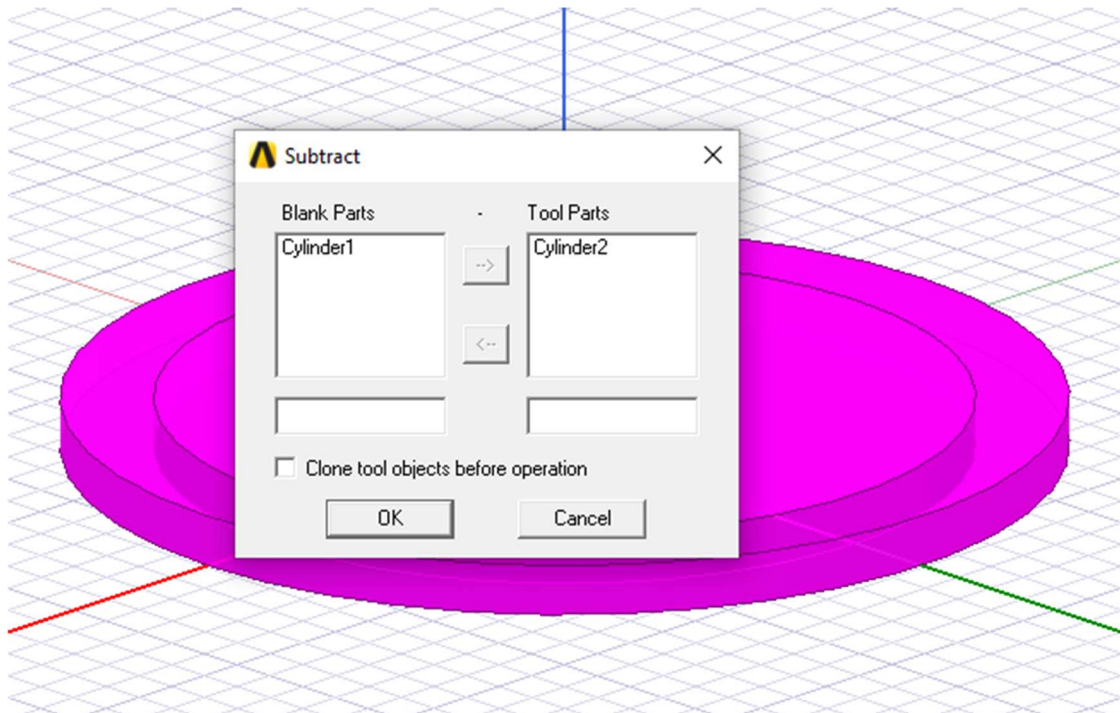 Subtract
Blank Parts - Tool Parts
Cylinder1 --> Cylinder2
<--
Clone tool objects before operation
OK Cancel